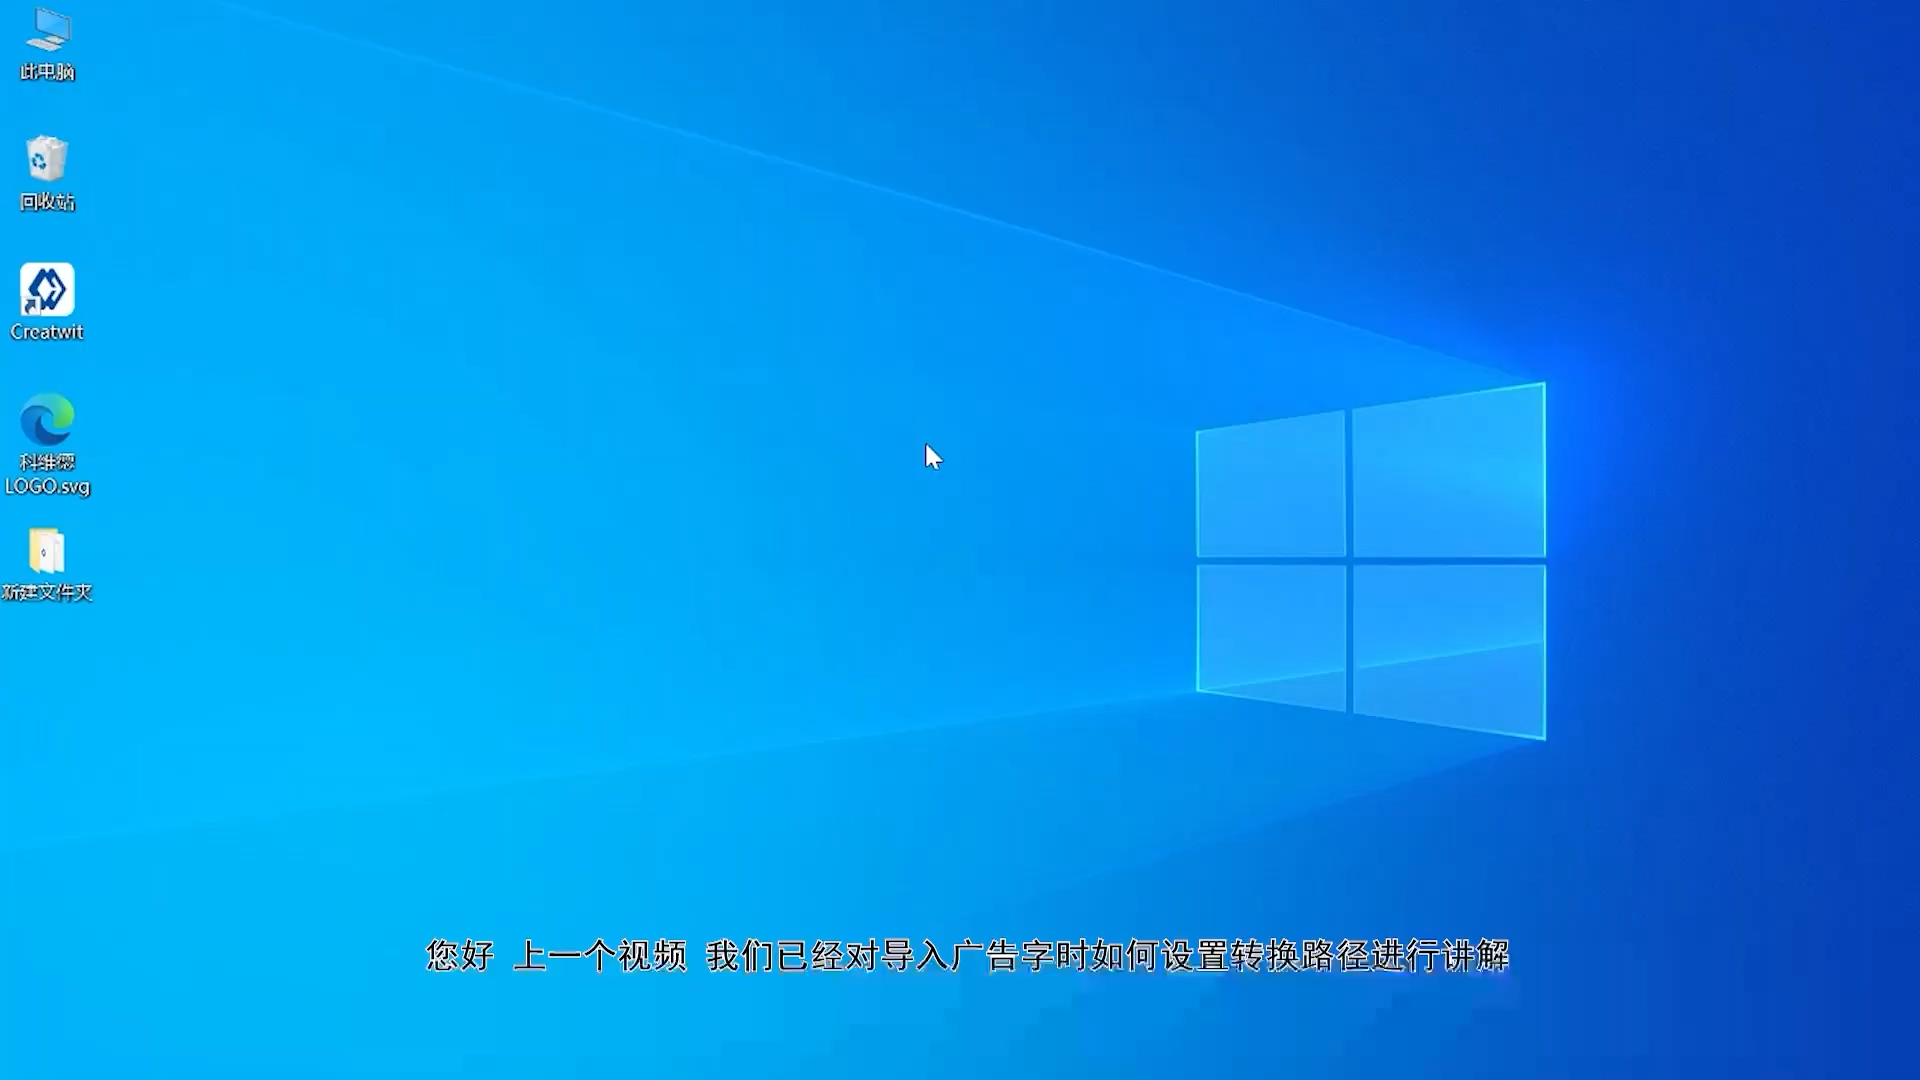 此电脑
回收站
Creatwit
科维德
LOGO.svg
新建文件夹
您好 上一个视频 我们已经对导入广告字时如何设置转换路径进行讲解